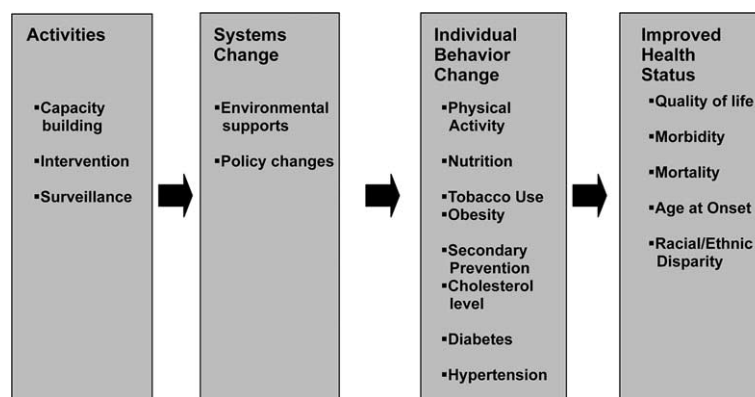 Activities
▪Capacity
building
▪Intervention
▪Surveillance
Systems
Change
▪Environmental
supports
▪Policy changes
Individual
Behavior
Change
▪Physical
Activity
▪Nutrition
▪Tobacco Use
▪Obesity
▪Secondary
Prevention
▪Cholesterol
level
▪Diabetes
▪Hypertension
Improved
Health
Status
▪Quality of life
▪Morbidity
▪Mortality
▪Age at Onset
▪Racial/Ethnic
Disparity